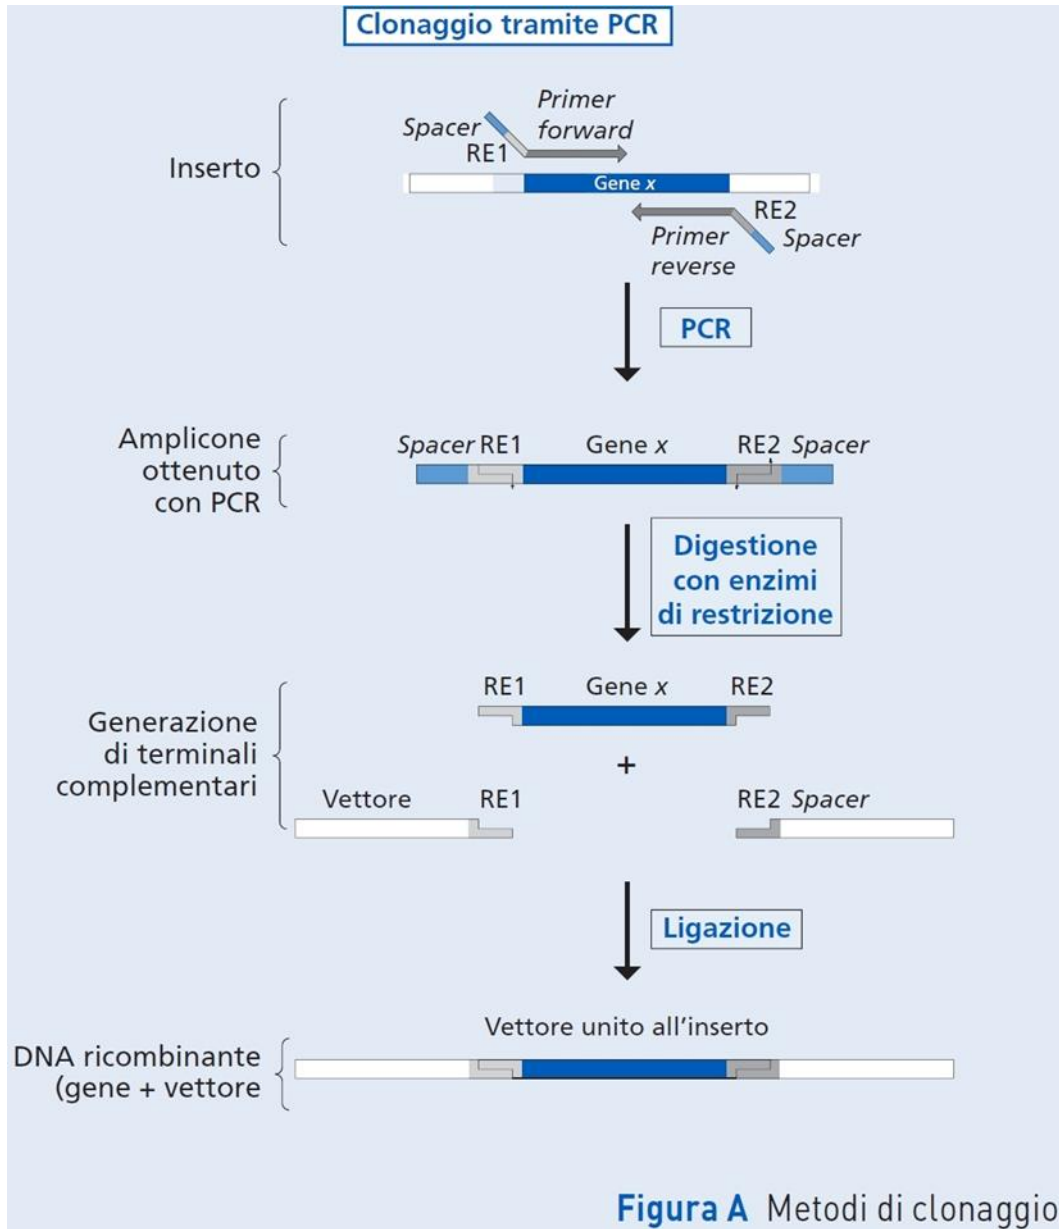 Clonaggio tramite PCR
Primer
forward
Spacer
RE1
Inserto
Gene x
RE2
Primer
reverse
Spacer
PCR
Amplicone
ottenuto
con PCR
Spacer RE1 Gene x RE2 Spacer
Digestione
con enzimi
di restrizione
RE1 Gene x RE2
Generazione
di terminali
complementari
+
Vettore RE1 RE2 Spacer
Ligazione
Vettore unito all'inserto
DNA ricombinante
(gene + vettore
Figura A Metodi di clonaggio